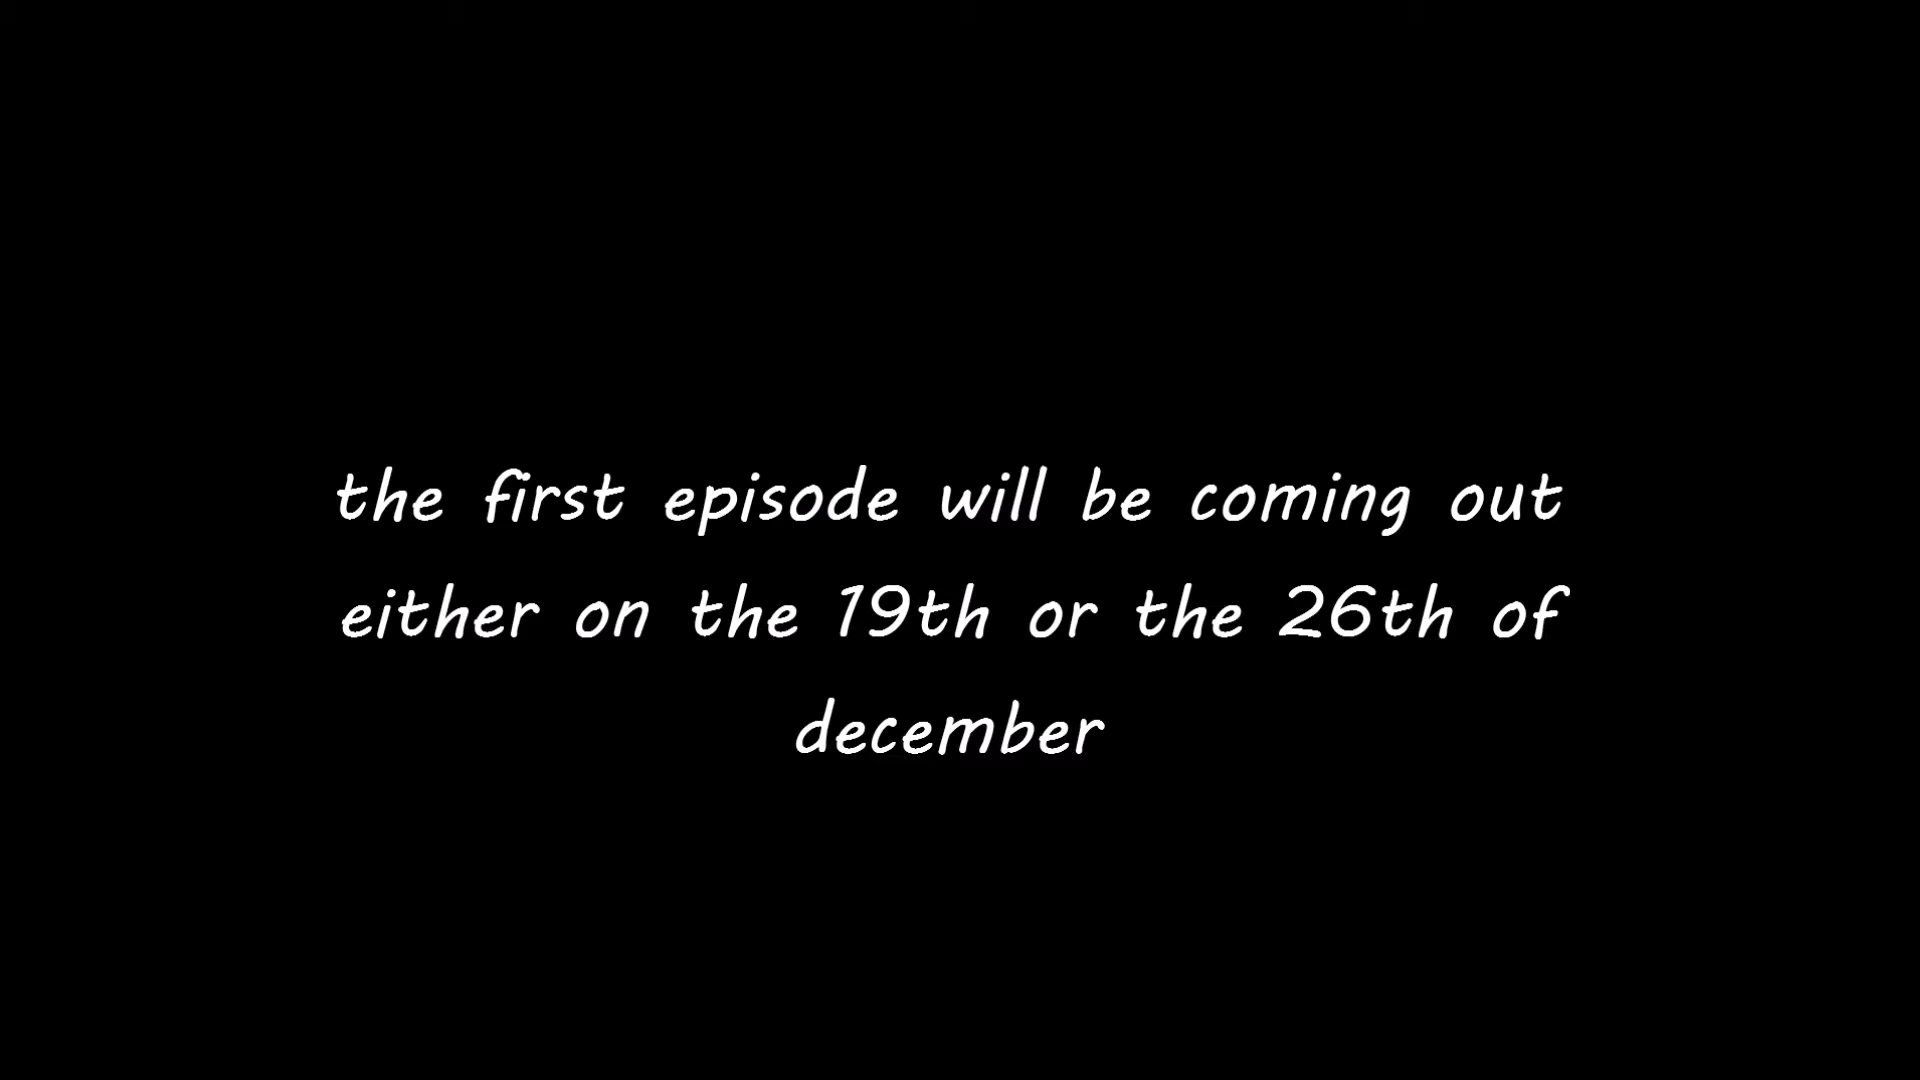 the first episode will be coming out
either on the 19th or the 26th of
december